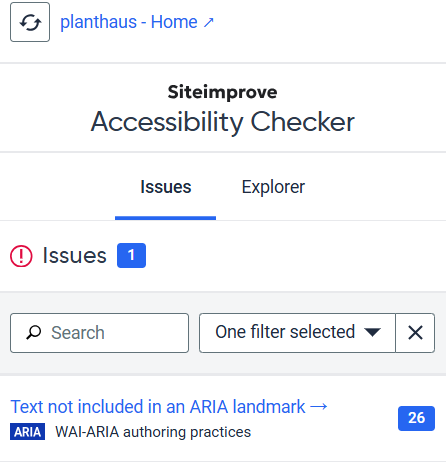 planthaus - Home ↗
Siteimprove
Accessibility Checker
Issues Explorer
Issues 1
Search One filter selected
Text not included in an ARIA landmark → 26
ARIA WAI-ARIA authoring practices